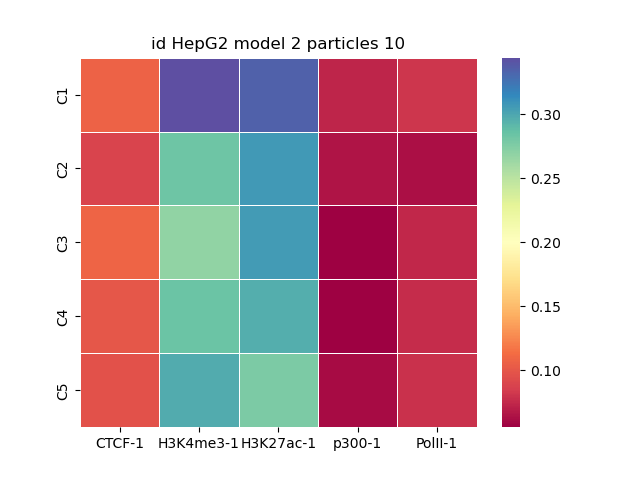 id HepG2 model 2 particles 10
C1
C2
C3
C4
C5
CTCF-1 H3K4me3-1 H3K27ac-1 p300-1 PolII-1
0.30
0.25
0.20
0.15
0.10